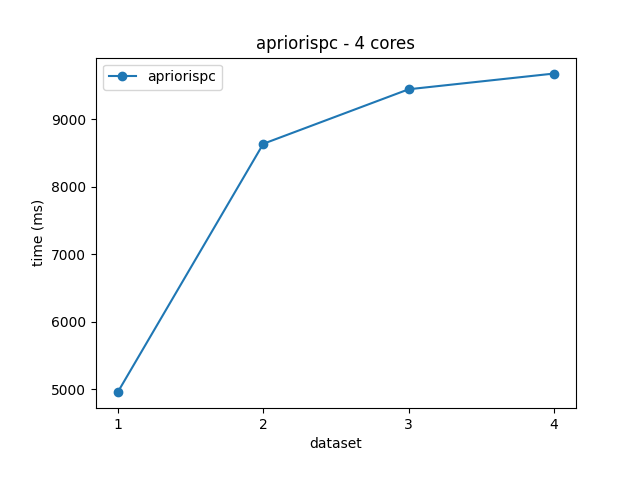 apriorispc - 4 cores
apriorispc
time (ms)
9000
8000
7000
6000
5000
1 2 3 4
dataset